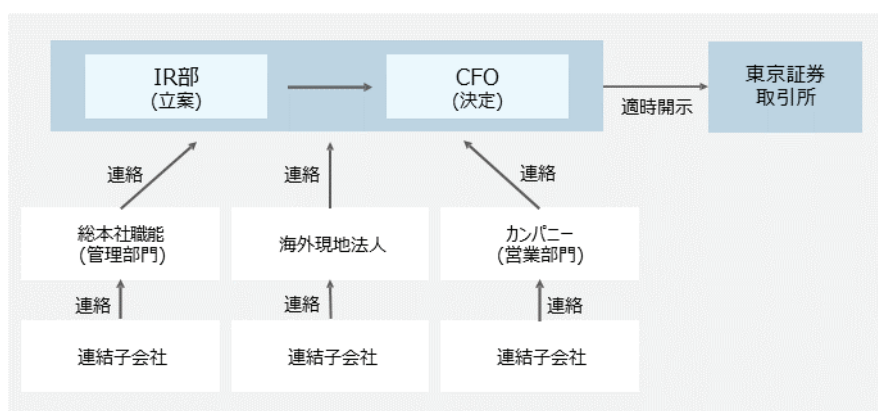 IR部
(立案)
CFO
(決定)
適時開示
東京証券
取引所
連絡
連絡
連絡
総本社職能
(管理部門)
海外現地法人
カンパニー
(営業部門)
連絡
連絡
連絡
連結子会社
連結子会社
連結子会社